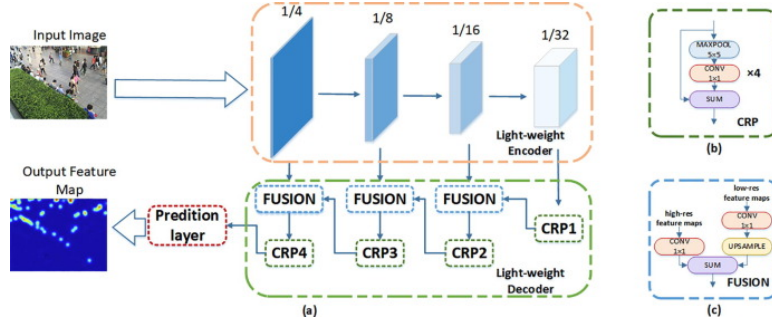 Input Image
1/4
1/8
1/16
1/32
Light-weight
Encoder
Output Feature
Map
Predition
layer
FUSION
FUSION
FUSION
CRP1
CRP4
CRP3
CRP2
Light-weight
Decoder
(a)
MAXPOOL
5×5
CONV
1×1
×4
SUM
CRP
(b)
low-res
feature maps
high-res
feature maps
CONV
1×1
CONV
1×1
UPSAMPLE
SUM
FUSION
(c)